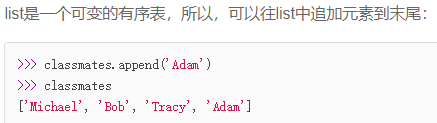 list是一个可变的有序表，所以，可以往list中追加元素到末尾：
>>> classmates.append('Adam')
>>> classmates
['Michael', 'Bob', 'Tracy', 'Adam']